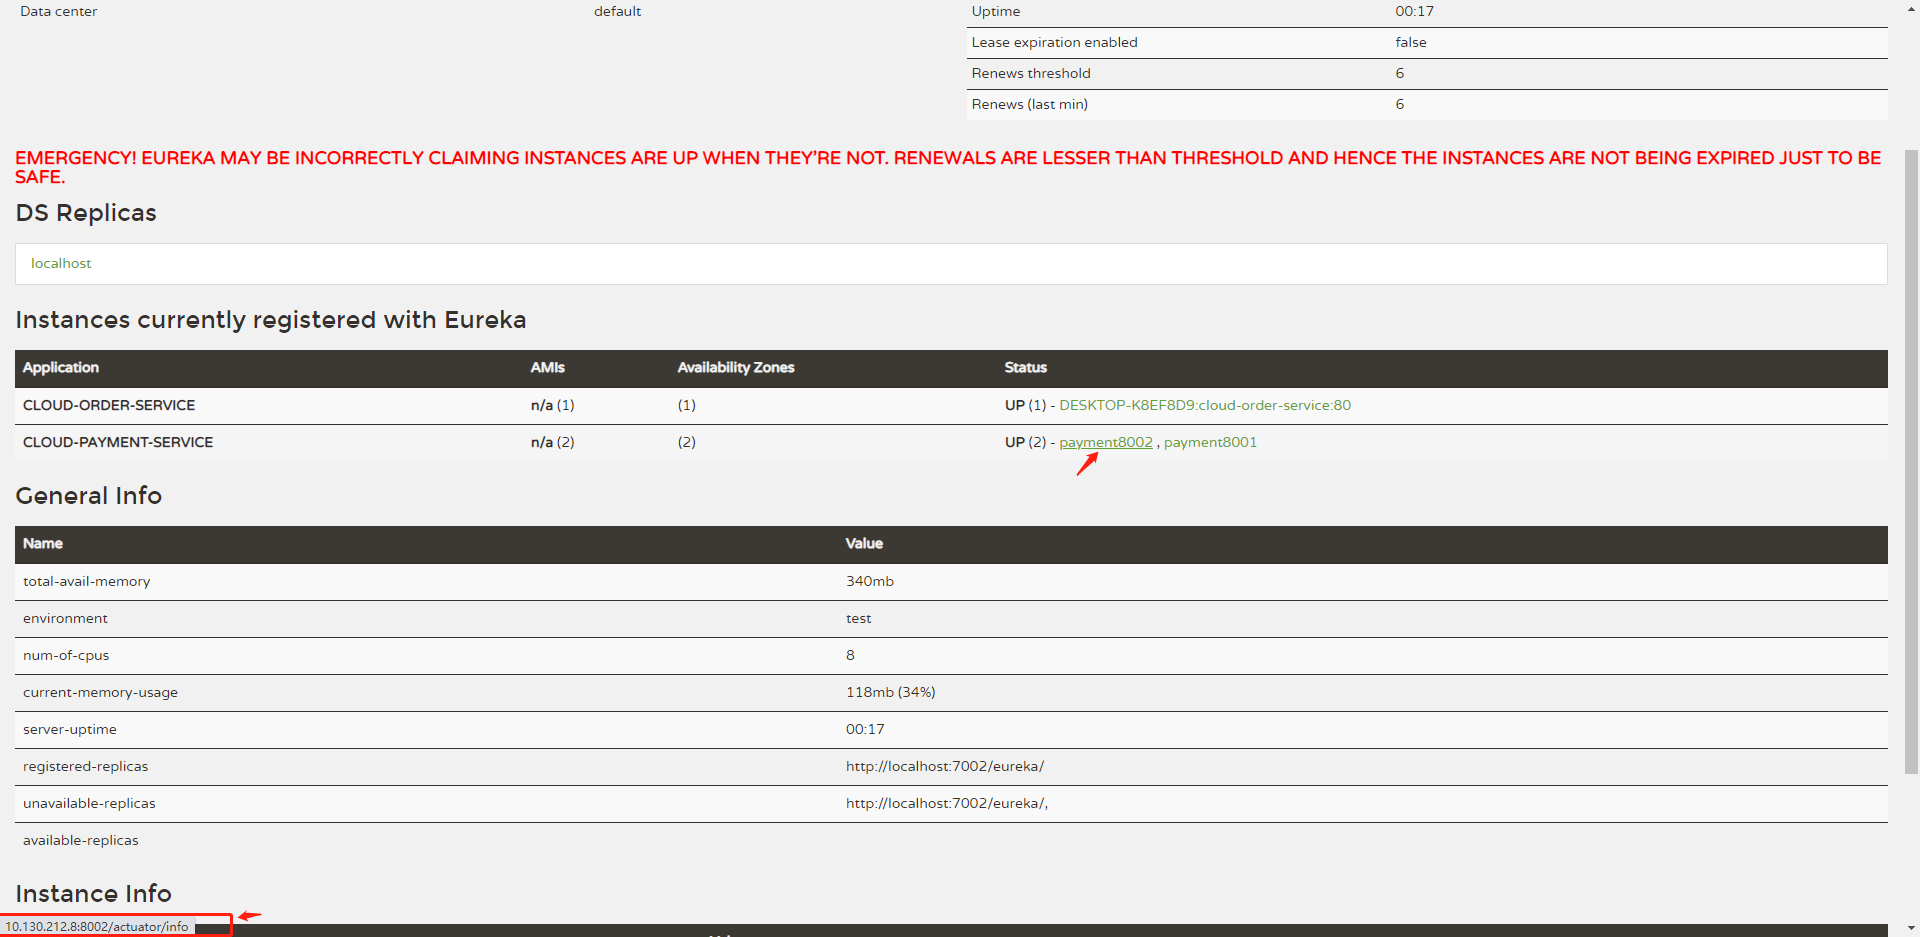 Data center default Uptime 00:17
Lease expiration enabled false
Renews threshold 6
Renews (last min) 6
EMERGENCY! EUREKA MAY BE INCORRECTLY CLAIMING INSTANCES ARE UP WHEN THEY'RE NOT. RENEWALS ARE LESSER THAN THRESHOLD AND HENCE THE INSTANCES ARE NOT BEING EXPIRED JUST TO BE
SAFE.
DS Replicas
localhost
Instances currently registered with Eureka
Application AMIs Availability Zones Status
CLOUD-ORDER-SERVICE n/a (1) (1) UP (1) - DESKTOP-K8EF8D9:cloud-order-service:80
CLOUD-PAYMENT-SERVICE n/a (2) (2) UP (2) - payment8002 , payment8001
General Info
Name Value
total-avail-memory 340mb
environment test
num-of-cpus 8
current-memory-usage 118mb (34%)
server-uptime 00:17
registered-replicas http://localhost:7002/eureka/
unavailable-replicas http://localhost:7002/eureka/,
available-replicas
Instance Info
10.130.212.8:8002/actuator/info